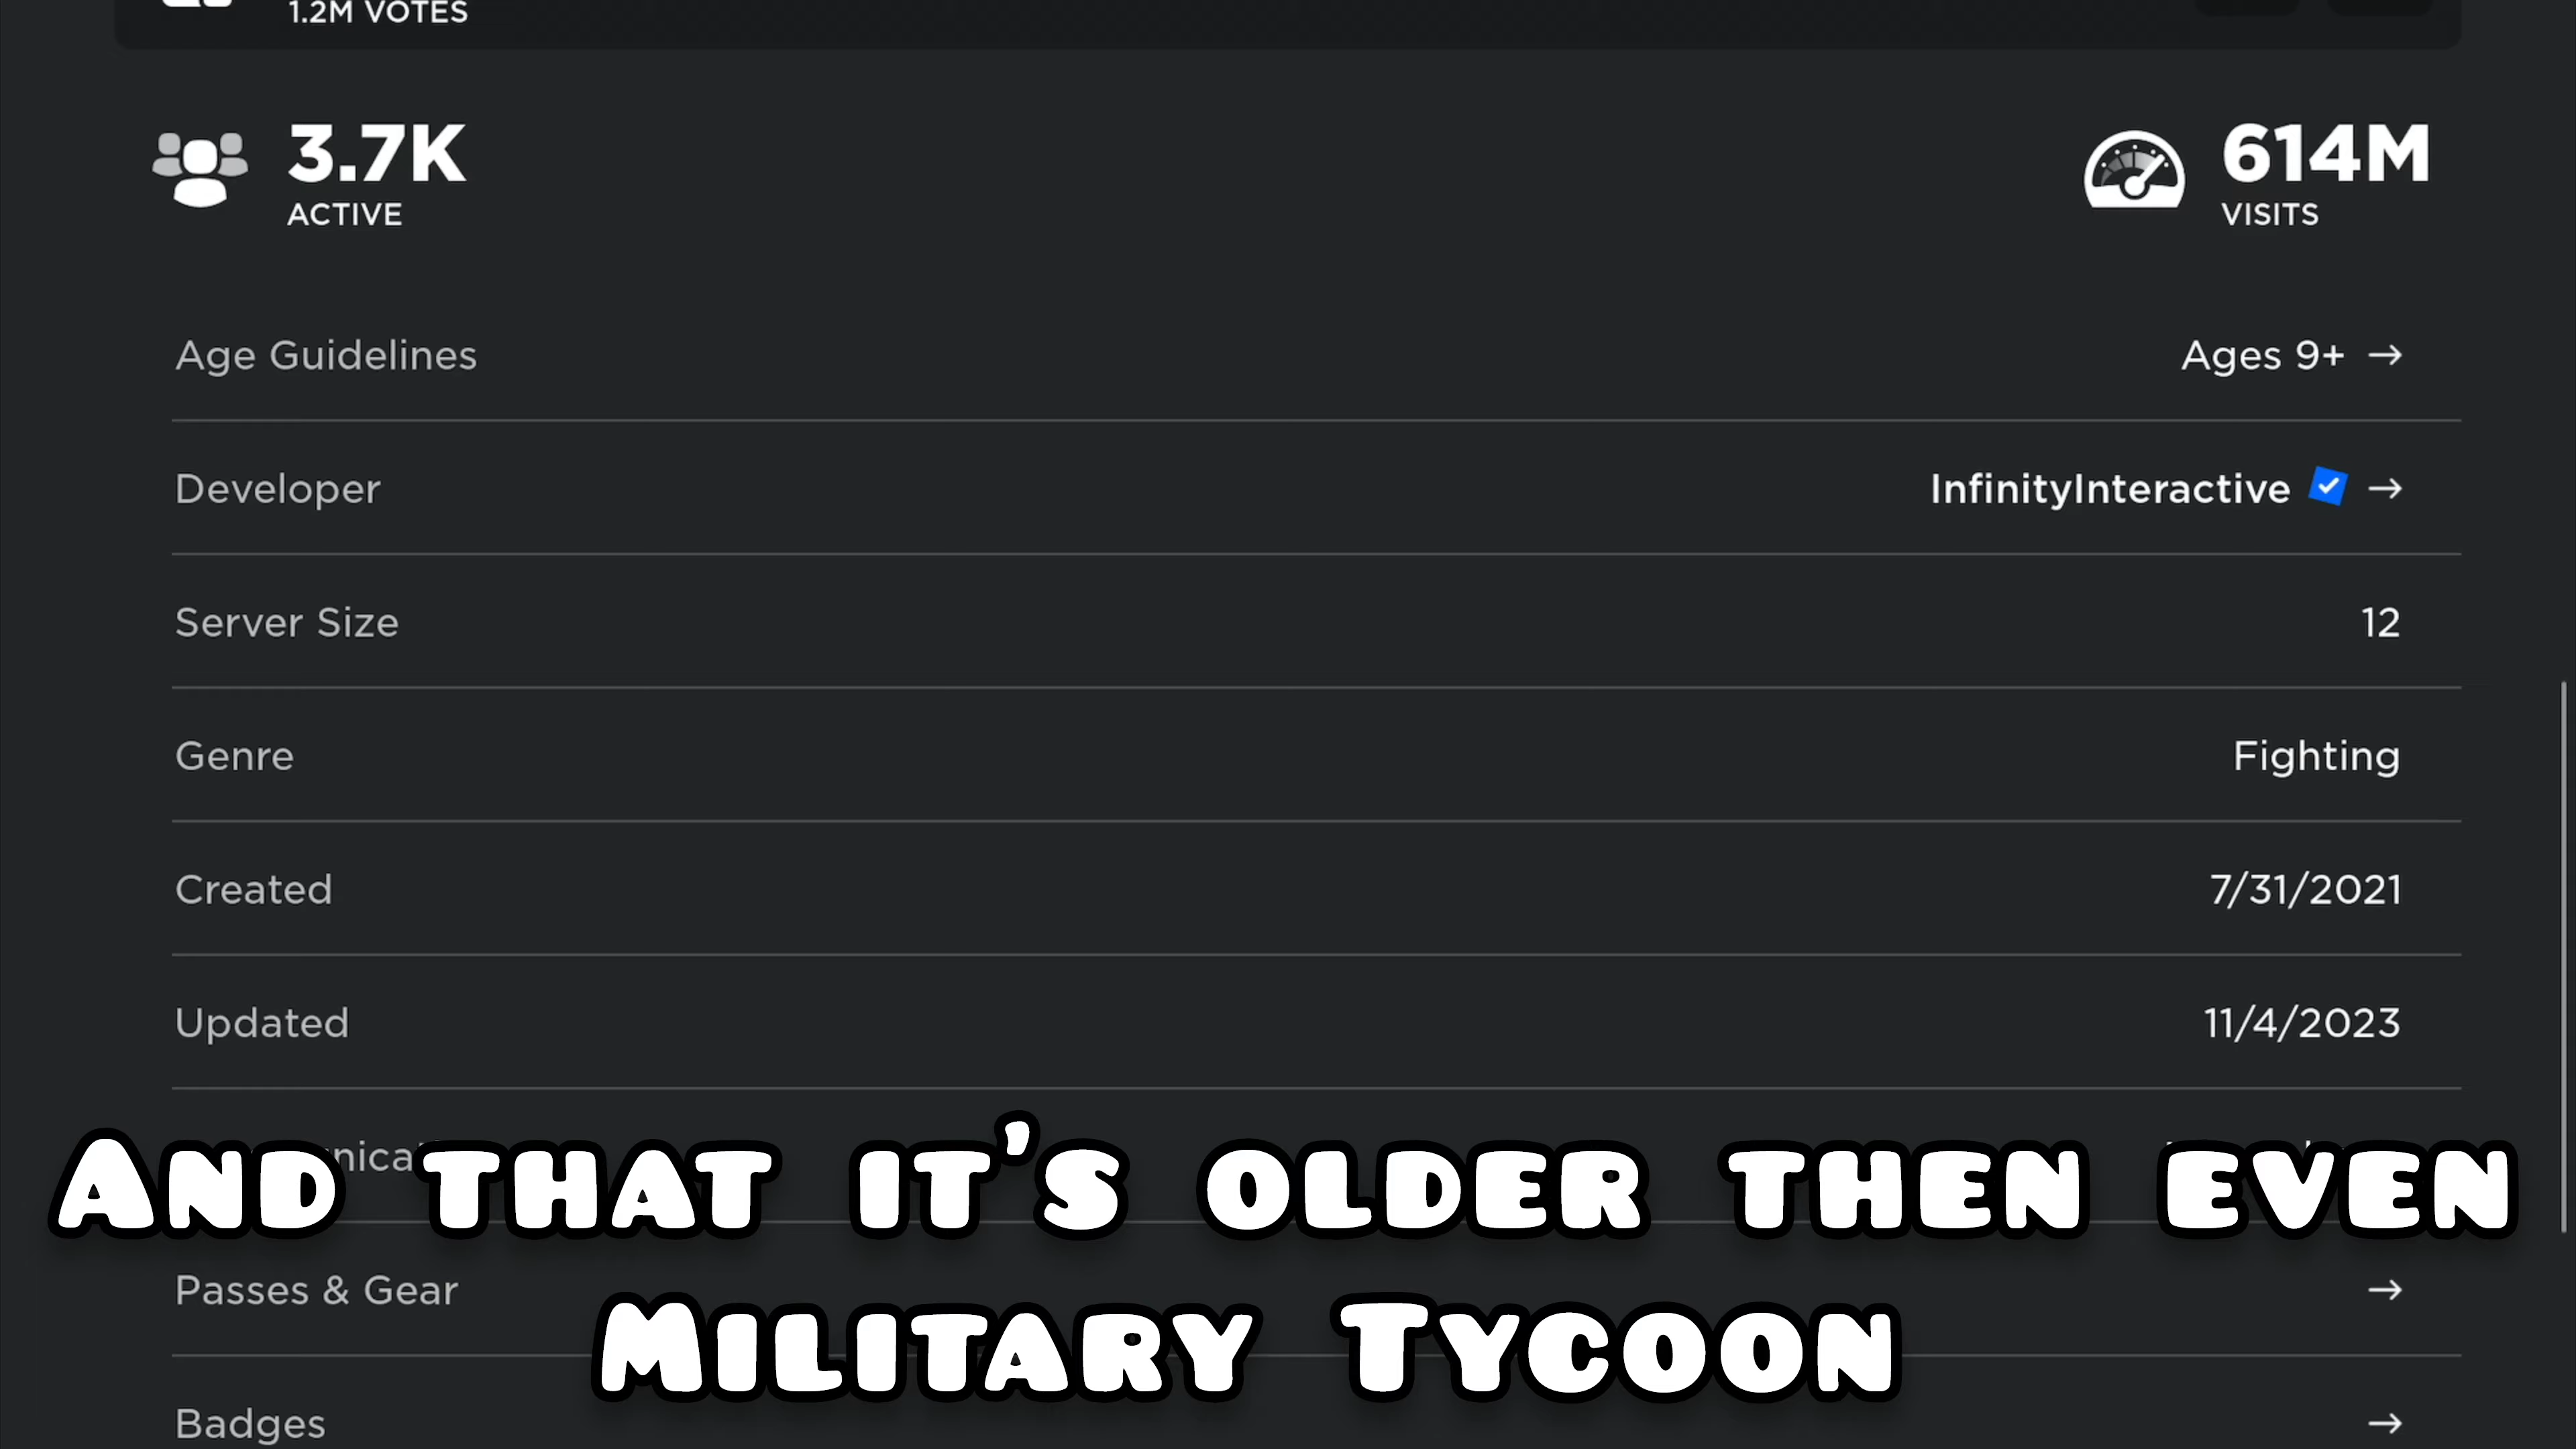 1.2M VOTES
3.7K
ACTIVE
614M
VISITS
Age Guidelines
Ages 9+ →
Developer
InfinityInteractive →
Server Size
12
Genre
Fighting
Created
7/31/2021
Updated
11/4/2023
And that it's older then even
Military Tycoon
Passes & Gear →
Badges →